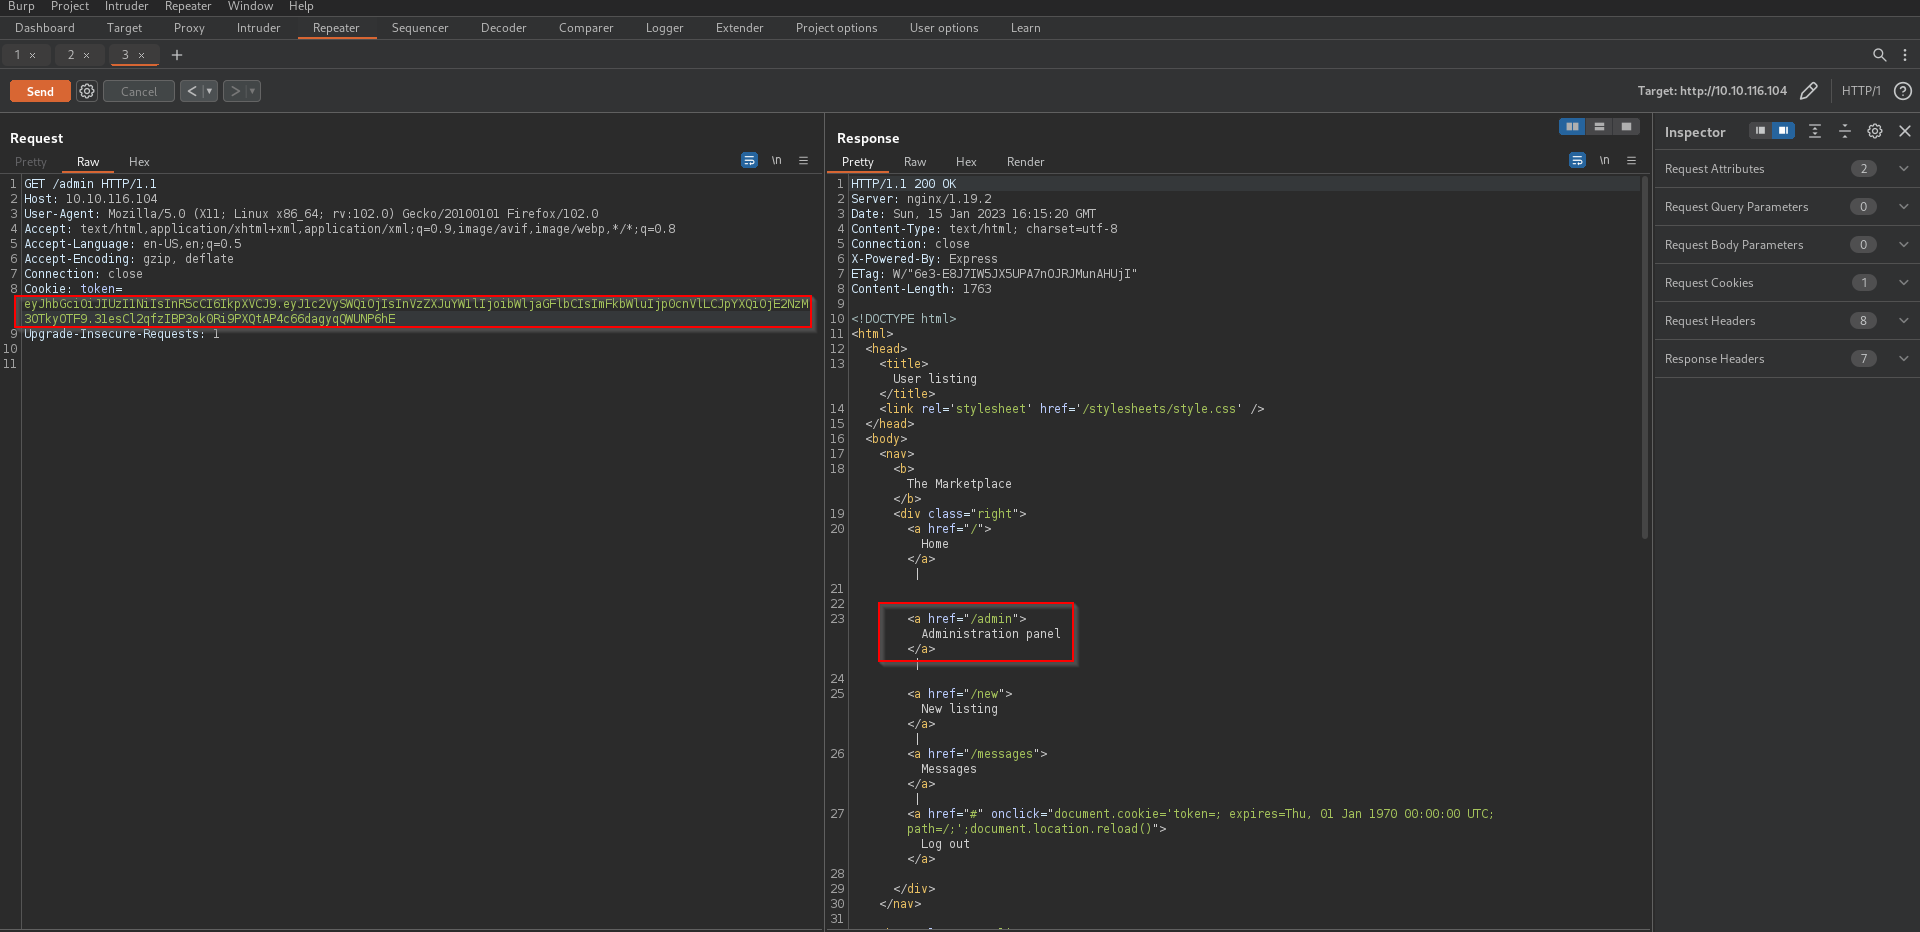 Burp Project Intruder Repeater Window Help
Dashboard Target Proxy Intruder Repeater Sequencer Decoder Comparer Logger Extender Project options User options Learn
1 × 2 × 3 × +
Send Cancel < > Target: http://10.10.116.104 HTTP/1 ?
Request
Pretty Raw Hex \n
1 GET /admin HTTP/1.1
2 Host: 10.10.116.104
3 User-Agent: Mozilla/5.0 (X11; Linux x86_64; rv:102.0) Gecko/20100101 Firefox/102.0
4 Accept: text/html,application/xhtml+xml,application/xml;q=0.9,image/avif,image/webp,*/*;q=0.8
5 Accept-Language: en-US,en;q=0.5
6 Accept-Encoding: gzip, deflate
7 Connection: close
8 Cookie: token=
eyJhbGciOiJIUzI1NiIsInR5cCI6IkpXVCJ9.eyJ1c2VySWQiOjIsInVzZXJuYW1lIjoibWljaGFlbCIsImFkbWluIjp0cnVlLCJpYXQiOjE2NzM
3OTkyOTF9.31esCl2qfzIBP3ok0Ri9PXQtAP4c66dagyqQWUNP6hE
9 Upgrade-Insecure-Requests: 1
10
11
Response
Pretty Raw Hex Render \n
1 HTTP/1.1 200 OK
2 Server: nginx/1.19.2
3 Date: Sun, 15 Jan 2023 16:15:20 GMT
4 Content-Type: text/html; charset=utf-8
5 Connection: close
6 X-Powered-By: Express
7 ETag: W/"6e3-E8J7IW5JX5UPA7nOJRJMunAHUjI"
8 Content-Length: 1763
9
10 <!DOCTYPE html>
11 <html>
12 <head>
13 <title>
User listing
</title>
14 <link rel='stylesheet' href='/stylesheets/style.css' />
15 </head>
16 <body>
17 <nav>
18 <b>
The Marketplace
</b>
19 <div class="right">
20 <a href="/">
Home
</a>
|
21
22
23 <a href="/admin">
Administration panel
</a>
|
24
25 <a href="/new">
New listing
</a>
|
26 <a href="/messages">
Messages
</a>
|
27 <a href="#" onclick="document.cookie='token=; expires=Thu, 01 Jan 1970 00:00:00 UTC;
path=/;';document.location.reload()">
Log out
</a>
28
29 </div>
30 </nav>
31
Inspector
Request Attributes 2
Request Query Parameters 0
Request Body Parameters 0
Request Cookies 1
Request Headers 8
Response Headers 7